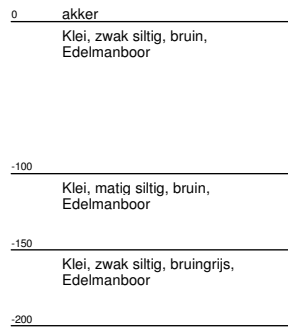 0 akker
Klei, zwak siltig, bruin,
Edelmanboor
-100
Klei, matig siltig, bruin,
Edelmanboor
-150
Klei, zwak siltig, bruingrijs,
Edelmanboor
-200